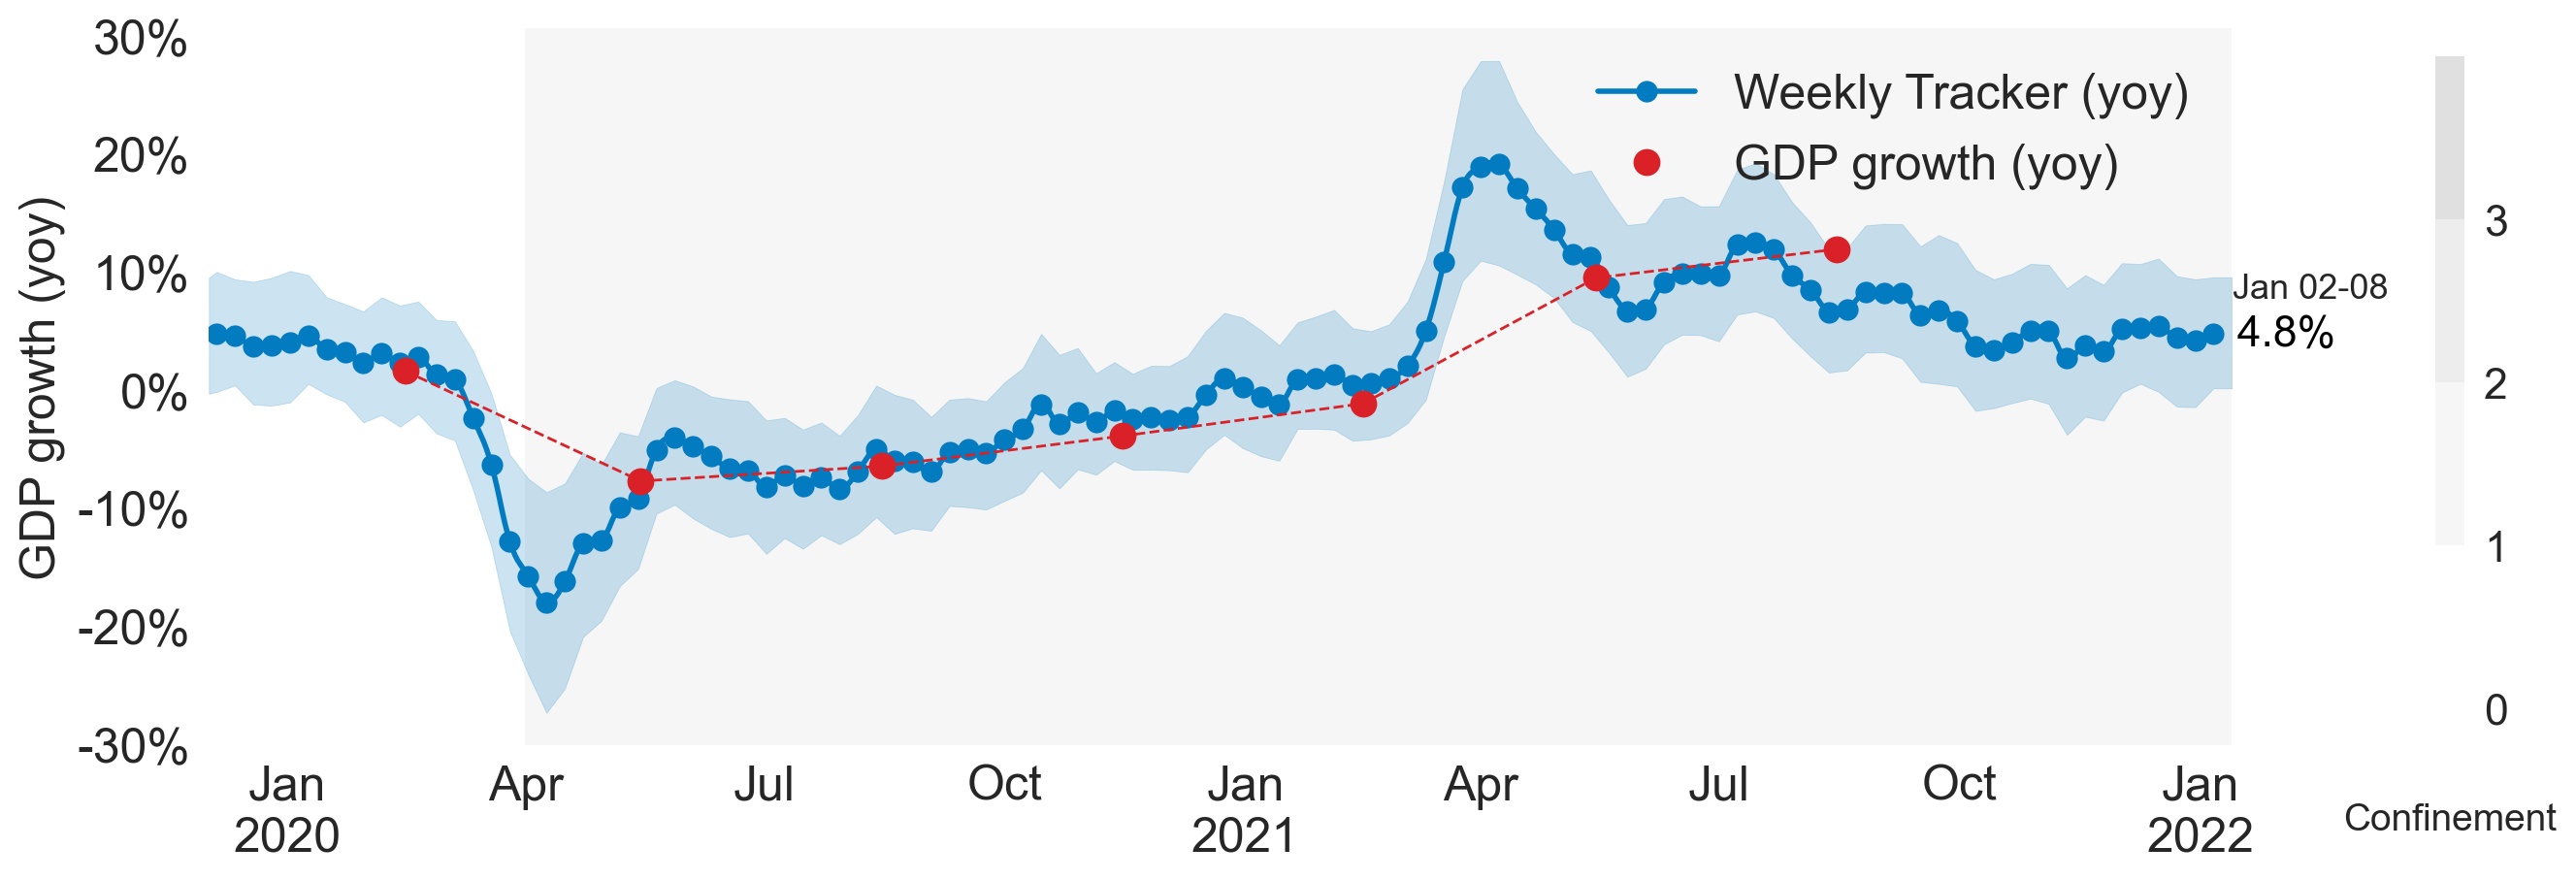 30%
20%
10%
0%
-10%
-20%
-30%
GDP growth (yoy)
Weekly Tracker (yoy)
GDP growth (yoy)
Jan 02-08
4.8%
3
2
1
0
Confinement
Jan Apr Jul Oct Jan Apr Jul Oct Jan
2020 2021 2022